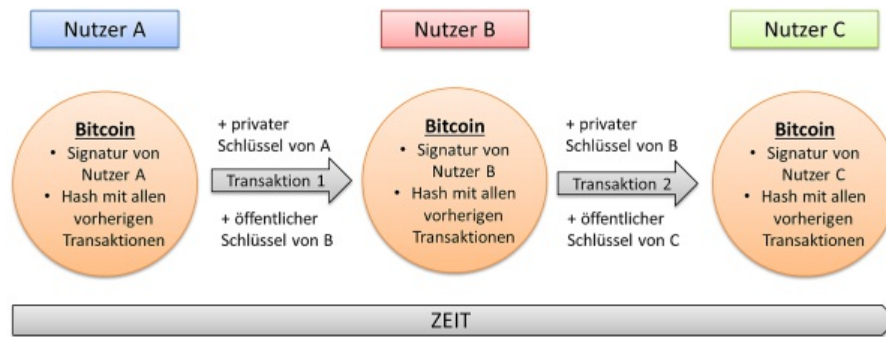 Nutzer A
Nutzer B
Nutzer C
Bitcoin
• Signatur von
Nutzer A
• Hash mit allen
vorherigen
Transaktionen
+ privater
Schlüssel von A
Transaktion 1
+ öffentlicher
Schlüssel von B
Bitcoin
• Signatur von
Nutzer B
• Hash mit allen
vorherigen
Transaktionen
+ privater
Schlüssel von B
Transaktion 2
+ öffentlicher
Schlüssel von C
Bitcoin
• Signatur von
Nutzer C
• Hash mit allen
vorherigen
Transaktionen
ZEIT